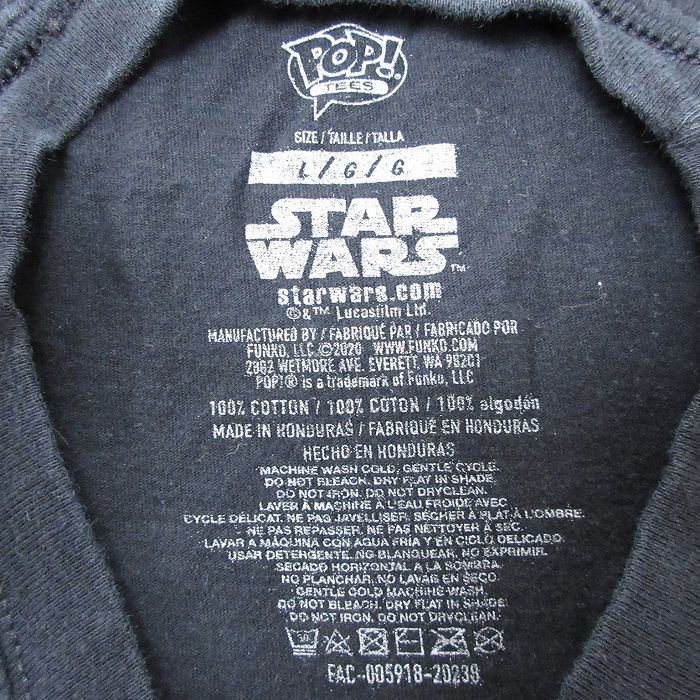 POP!
TEES
SIZE / TAILLE / TALLA
L / G / G
STAR
WARS™
starwars.com
©&™ Lucasfilm Ltd.
MANUFACTURED BY / FABRIQUÉ PAR / FABRICADO POR
FUNKO, LLC ©2020 WWW.FUNKO.COM
2802 WETMORE AVE. EVERETT, WA 98201
POP!® is a trademark of Funko, LLC
100% COTTON / 100% COTON / 100% algodón
MADE IN HONDURAS / FABRIQUÉ EN HONDURAS
HECHO EN HONDURAS
MACHINE WASH COLD, GENTLE CYCLE.
DO NOT BLEACH. DRY FLAT IN SHADE.
DO NOT IRON. DO NOT DRYCLEAN.
LAVER À MACHINE À L'EAU FROIDE AVEC
CYCLE DÉLICAT. NE PAS JAVELLISER. SÉCHER À PLAT À L'OMBRE.
NE PAS REPASSER. NE PAS NETTOYER À SEC.
LAVAR A MÁQUINA CON AGUA FRÍA Y EN CICLO DELICADO.
USAR DETERGENTE. NO BLANQUEAR. NO EXPRIMIR.
SECADO HORIZONTAL A LA SOMBRA.
NO PLANCHAR. NO LAVAR EN SECO.
GENTLE COLD MACHINE WASH.
DO NOT BLEACH. DRY FLAT IN SHADE.
DO NOT IRON. DO NOT DRYCLEAN.
30
FAC-005918-20230